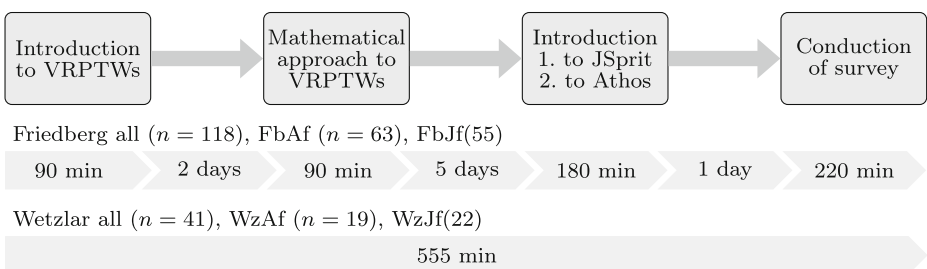 Introduction
to VRPTWs
Mathematical
approach to
VRPTWs
Introduction
1. to JSprit
2. to Athos
Conduction
of survey
Friedberg all (n = 118), FbAf (n = 63), FbJf(55)
90 min 2 days 90 min 5 days 180 min 1 day 220 min
Wetzlar all (n = 41), WzAf (n = 19), WzJf(22)
555 min